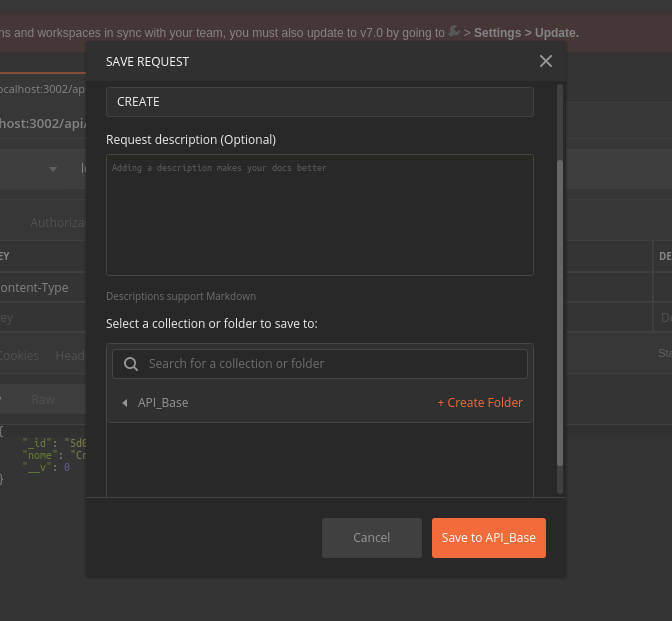 ns and workspaces in sync with your team, you must also update to v7.0 by going to > Settings > Update.
SAVE REQUEST
ocalhost:3002/ap
CREATE
host:3002/api/
Request description (Optional)
Adding a description makes your docs better
Authoriza
EY
DE
ontent-Type
Descriptions support Markdown
ey
De
Select a collection or folder to save to:
Cookies Head
Sta
Search for a collection or folder
Raw
API_Base
+ Create Folder
{
"_id": "5d0
"nome": "Cr
"__v": 0
}
Cancel
Save to API_Base